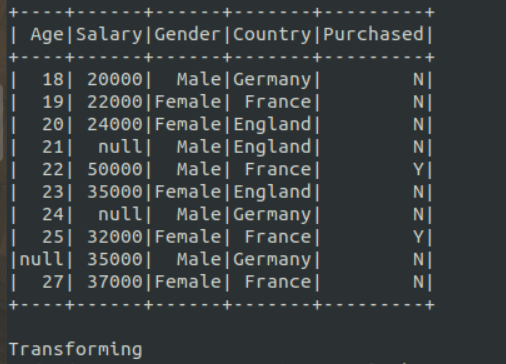 +----+------+------+-------+---------+
| Age|Salary|Gender|Country|Purchased|
+----+------+------+-------+---------+
|  18| 20000|  Male|Germany|        N|
|  19| 22000|Female| France|        N|
|  20| 24000|Female|England|        N|
|  21|  null|  Male|England|        N|
|  22| 50000|  Male| France|        Y|
|  23| 35000|Female|England|        N|
|  24|  null|  Male|Germany|        N|
|  25| 32000|Female| France|        Y|
|null| 35000|  Male|Germany|        N|
|  27| 37000|Female| France|        N|
+----+------+------+-------+---------+
Transforming